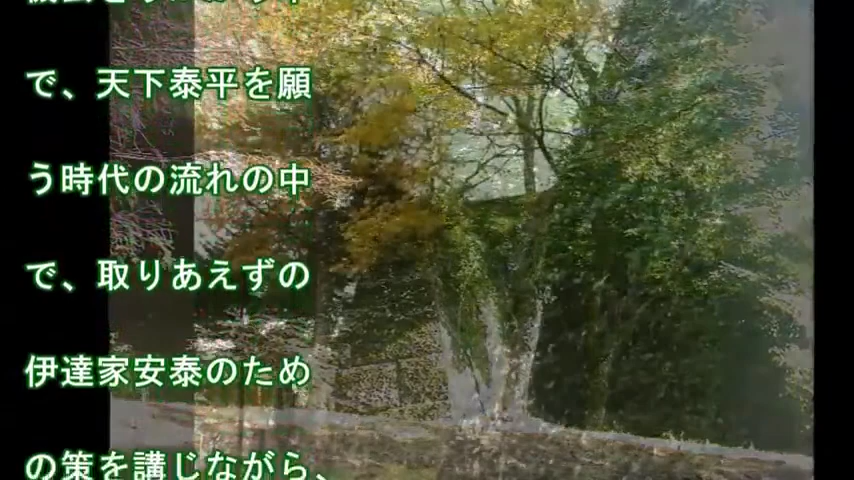 で、天下泰平を願
う時代の流れの中
で、取りあえずの
伊達家安泰のため
の策を講じながら、